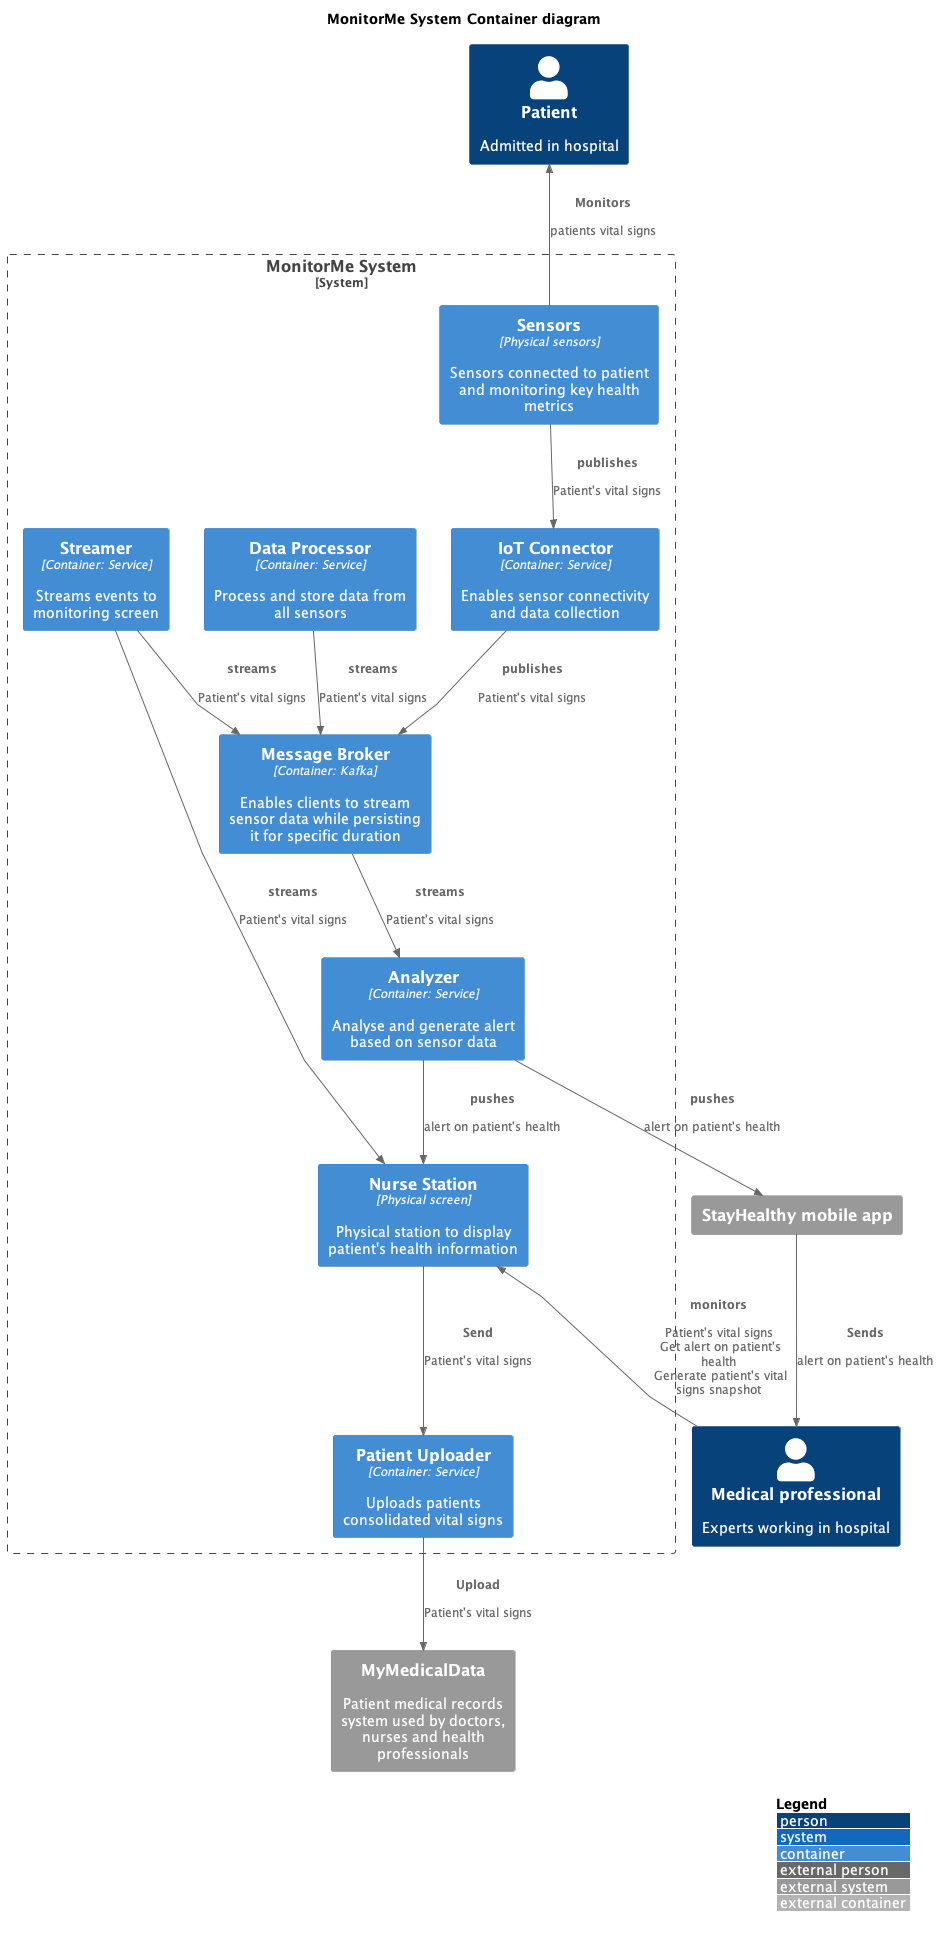 MonitorMe System Container diagram
Patient
Admitted in hospital
Monitors
patients vital signs
MonitorMe System
[System]
Sensors
[Physical sensors]
Sensors connected to patient
and monitoring key health
metrics
publishes
Patient's vital signs
Streamer
[Container: Service]
Streams events to
monitoring screen
Data Processor
[Container: Service]
Process and store data from
all sensors
IoT Connector
[Container: Service]
Enables sensor connectivity
and data collection
streams
Patient's vital signs
streams
Patient's vital signs
publishes
Patient's vital signs
Message Broker
[Container: Kafka]
Enables clients to stream
sensor data while persisting
it for specific duration
streams
Patient's vital signs
streams
Patient's vital signs
Analyzer
[Container: Service]
Analyse and generate alert
based on sensor data
pushes
alert on patient's health
pushes
alert on patient's health
Nurse Station
[Physical screen]
Physical station to display
patient's health information
StayHealthy mobile app
Send
Patient's vital signs
monitors
Patient's vital signs
Get alert on patient's
health
Generate patient's vital
signs snapshot
Sends
alert on patient's health
Patient Uploader
[Container: Service]
Uploads patients
consolidated vital signs
Medical professional
Experts working in hospital
Upload
Patient's vital signs
MyMedicalData
Patient medical records
system used by doctors,
nurses and health
professionals
Legend
person
system
container
external person
external system
external container